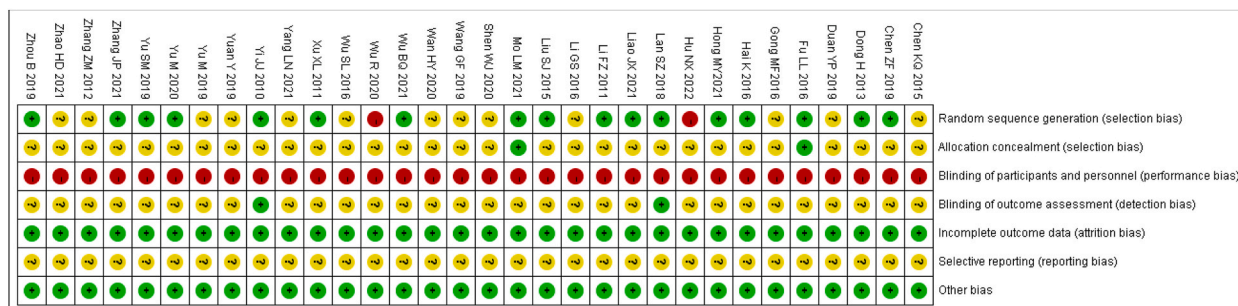 Zhou B 2019
Zhao HD 2021
Zhang ZM 2012
Zhang JP 2021
Yu SM 2019
Yu M 2020
Yu M 2019
Yuan Y 2019
Yi JJ 2010
Yang LN 2021
Xu XL 2011
Wu SL 2016
Wu R 2020
Wu BQ 2021
Wan HY 2020
Wang GF 2019
Shen WJ 2020
Mo LM 2021
Liu SJ 2015
Li GS 2016
Li FZ 2011
Liao JX 2021
Lan SZ 2018
Hu NX 2022
Hong MY2021
Hai K 2016
Gong MF2016
Fu LL 2016
Duan YP 2019
Dong H 2013
Chen ZF 2019
Chen KQ 2015
+ ? ? + + + ? ? + ? + ? - + ? ? ? + + ? + + + - + + ? + ? + + ? Random sequence generation (selection bias)
? ? ? ? ? ? ? ? ? ? ? ? ? ? ? ? ? + ? ? ? ? ? ? ? ? ? + ? ? ? ? Allocation concealment (selection bias)
- - - - - - - - - - - - - - - - - - - - - - - - - - - - - - - - Blinding of participants and personnel (performance bias)
? ? ? ? ? ? ? ? + ? ? ? ? ? ? ? ? ? ? ? ? ? + ? ? ? ? ? ? ? ? ? Blinding of outcome assessment (detection bias)
+ + + + + + + + + + + + + + + + + + + + + + + + + + + + + + + + Incomplete outcome data (attrition bias)
? ? ? ? ? ? ? ? ? ? ? ? ? ? ? ? ? ? ? ? ? ? ? ? ? ? ? ? ? ? ? ? Selective reporting (reporting bias)
+ + + + + + + + + + + + + + + + + + + + + + + + + + + + + + + + Other bias